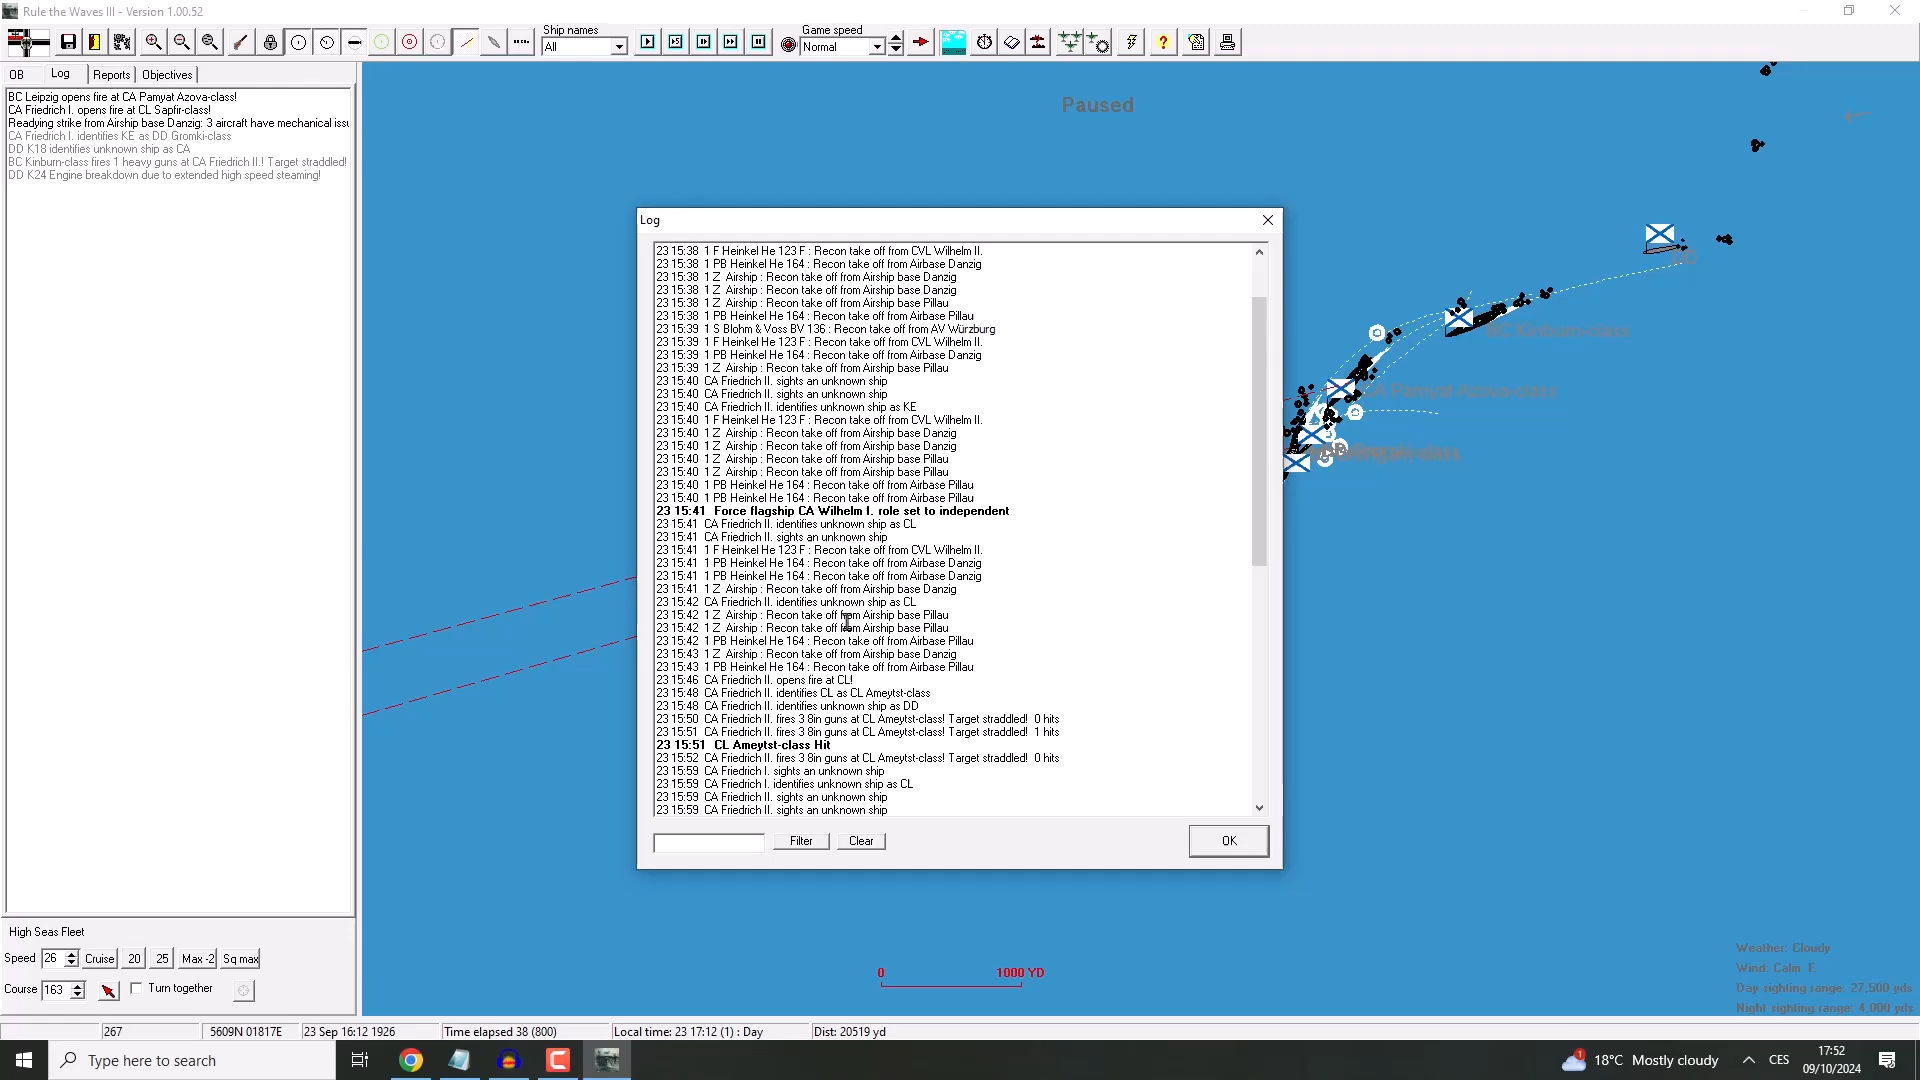 Rule the Waves III - Version 1.00.52
Ship names
All
Game speed
Normal
OB
Log
Reports
Objectives
BC Leipzig opens fire at CA Pamyat Azova-class!
CA Friedrich I. opens fire at CL Sapfir-class!
Readying strike from Airship base Danzig: 3 aircraft have mechanical issu
CA Friedrich I. identifies KE as DD Gromki-class
DD K18 identifies unknown ship as CA
BC Kinburn-class fires 1 heavy guns at CA Friedrich II.! Target straddled!
DD K24 Engine breakdown due to extended high speed steaming!
Paused
Log
23 15:38 1 F Heinkel He 123 F : Recon take off from CVL Wilhelm II.
23 15:38 1 PB Heinkel He 164 : Recon take off from Airbase Danzig
23 15:38 1 Z Airship : Recon take off from Airship base Danzig
23 15:38 1 Z Airship : Recon take off from Airship base Danzig
23 15:38 1 Z Airship : Recon take off from Airship base Pillau
23 15:38 1 PB Heinkel He 164 : Recon take off from Airbase Pillau
23 15:39 1 S Blohm & Voss BV 136 : Recon take off from AV Würzburg
23 15:39 1 F Heinkel He 123 F : Recon take off from CVL Wilhelm II.
23 15:39 1 PB Heinkel He 164 : Recon take off from Airbase Danzig
23 15:39 1 Z Airship : Recon take off from Airship base Pillau
23 15:40 CA Friedrich II. sights an unknown ship
23 15:40 CA Friedrich II. sights an unknown ship
23 15:40 CA Friedrich II. identifies unknown ship as KE
23 15:40 1 F Heinkel He 123 F : Recon take off from CVL Wilhelm II.
23 15:40 1 Z Airship : Recon take off from Airship base Danzig
23 15:40 1 Z Airship : Recon take off from Airship base Danzig
23 15:40 1 Z Airship : Recon take off from Airship base Pillau
23 15:40 1 Z Airship : Recon take off from Airship base Pillau
23 15:40 1 PB Heinkel He 164 : Recon take off from Airbase Pillau
23 15:40 1 PB Heinkel He 164 : Recon take off from Airbase Pillau
23 15:41 Force flagship CA Wilhelm I. role set to independent
23 15:41 CA Friedrich II. identifies unknown ship as CL
23 15:41 CA Friedrich II. sights an unknown ship
23 15:41 1 F Heinkel He 123 F : Recon take off from CVL Wilhelm II.
23 15:41 1 PB Heinkel He 164 : Recon take off from Airbase Danzig
23 15:41 1 PB Heinkel He 164 : Recon take off from Airbase Danzig
23 15:41 1 Z Airship : Recon take off from Airship base Danzig
23 15:42 CA Friedrich II. identifies unknown ship as CL
23 15:42 1 Z Airship : Recon take off from Airship base Pillau
23 15:42 1 Z Airship : Recon take off from Airship base Pillau
23 15:42 1 PB Heinkel He 164 : Recon take off from Airbase Pillau
23 15:43 1 Z Airship : Recon take off from Airship base Danzig
23 15:43 1 PB Heinkel He 164 : Recon take off from Airbase Pillau
23 15:46 CA Friedrich II. opens fire at CL!
23 15:48 CA Friedrich II. identifies CL as CL Ameytst-class
23 15:48 CA Friedrich II. identifies unknown ship as DD
23 15:50 CA Friedrich II. fires 3 8in guns at CL Ameytst-class! Target straddled! 0 hits
23 15:51 CA Friedrich II. fires 3 8in guns at CL Ameytst-class! Target straddled! 1 hits
23 15:51 CL Ameytst-class Hit
23 15:52 CA Friedrich II. fires 3 8in guns at CL Ameytst-class! Target straddled! 0 hits
23 15:59 CA Friedrich I. sights an unknown ship
23 15:59 CA Friedrich I. identifies unknown ship as CL
23 15:59 CA Friedrich II. sights an unknown ship
23 15:59 CA Friedrich II. sights an unknown ship
Filter
Clear
OK
DD
BC Kinburn-class
CA Pamyat Azova-class
High Seas Fleet
Speed 26 Cruise 20 25 Max -2 Sq max
Course 163 Turn together
0 1000 YD
Weather: Cloudy
Wind: Calm E
Day sighting range: 27,500 yds
Night sighting range: 4,000 yds
267
5609N 01817E
23 Sep 16:12 1926
Time elapsed 38 (800)
Local time: 23 17:12 (1) : Day
Dist: 20519 yd
Type here to search
1
18°C Mostly cloudy
CES
17:52
09/10/2024